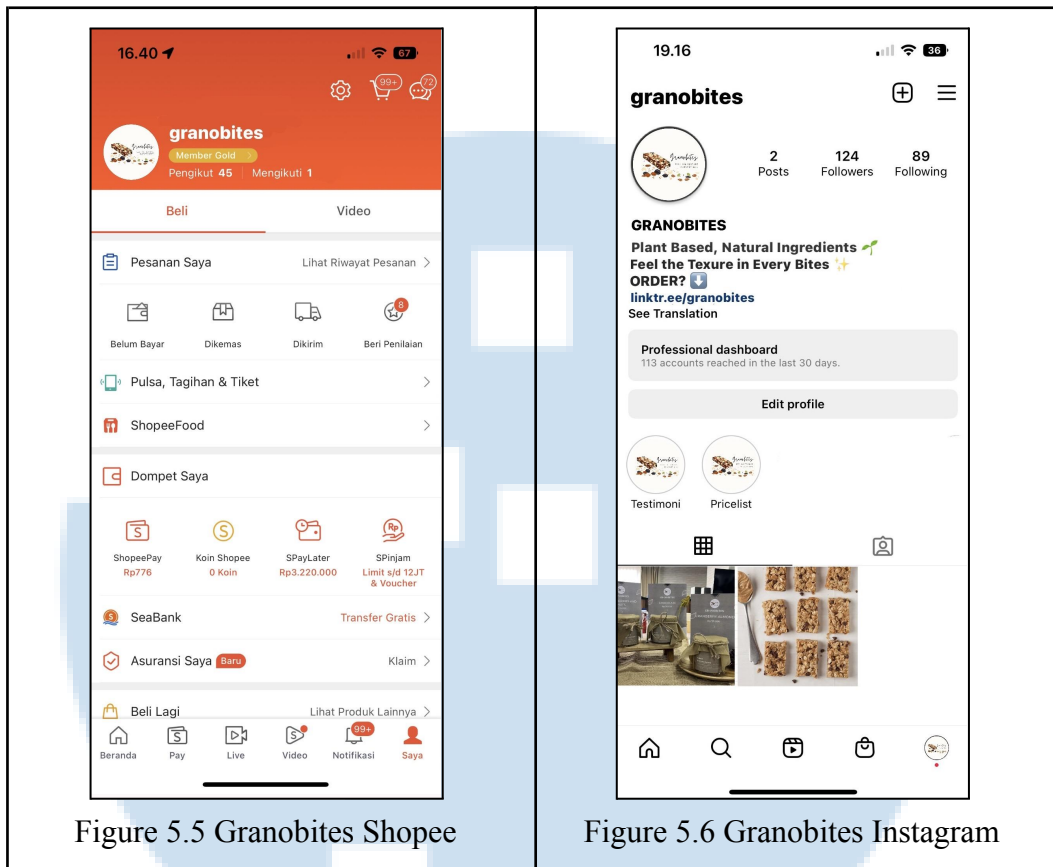 16.40
67
99+
72
granobites
Member Gold >
Pengikut 45 | Mengikuti 1
Beli Video
Pesanan Saya Lihat Riwayat Pesanan >
8
Belum Bayar Dikemas Dikirim Beri Penilaian
Pulsa, Tagihan & Tiket >
ShopeeFood >
Dompet Saya
ShopeePay Koin Shopee SPayLater SPinjam
Rp776 0 Koin Rp3.220.000 Limit s/d 12JT
& Voucher
SeaBank Transfer Gratis >
Asuransi Saya Baru Klaim >
Beli Lagi Lihat Produk Lainnya >
99+
Beranda Pay Live Video Notifikasi Saya
Figure 5.5 Granobites Shopee
19.16
36
granobites
2 124 89
Posts Followers Following
Granobites
GRANOBITES
Plant Based, Natural Ingredients 🌱
Feel the Texure in Every Bites ✨
ORDER? ⬇️
linktr.ee/granobites
See Translation
Professional dashboard
113 accounts reached in the last 30 days.
Edit profile
Testimoni Pricelist
Figure 5.6 Granobites Instagram